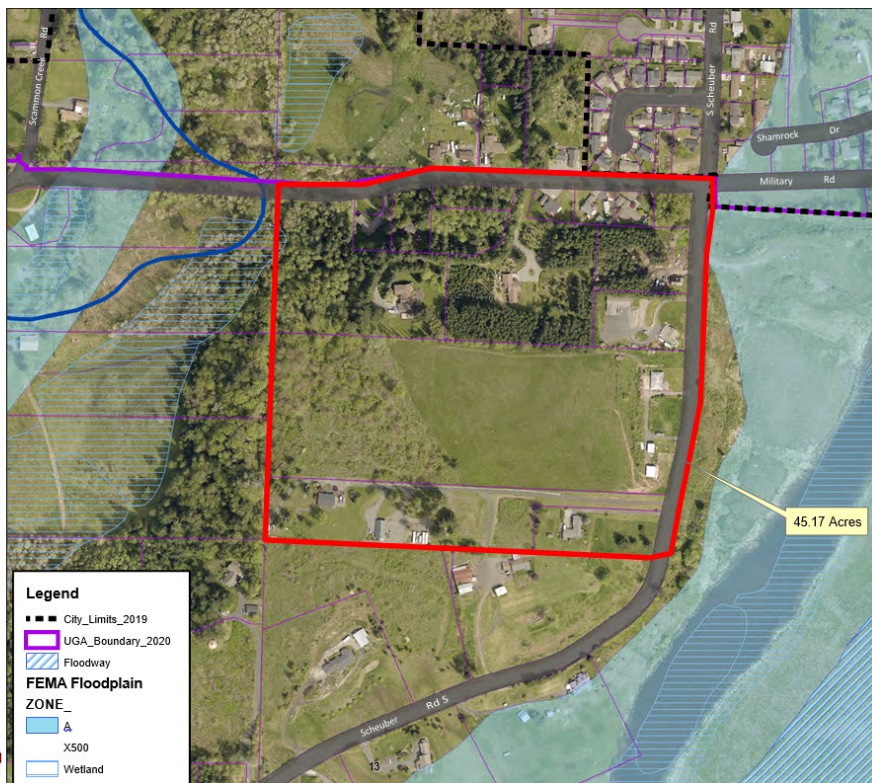 Scammon Creek Rd
S Scheuber Rd
Shamrock Dr
Military Rd
45.17 Acres
Scheuber Rd S
13
Legend
City_Limits_2019
UGA_Boundary_2020
Floodway
FEMA Floodplain
ZONE_
A
X500
Wetland